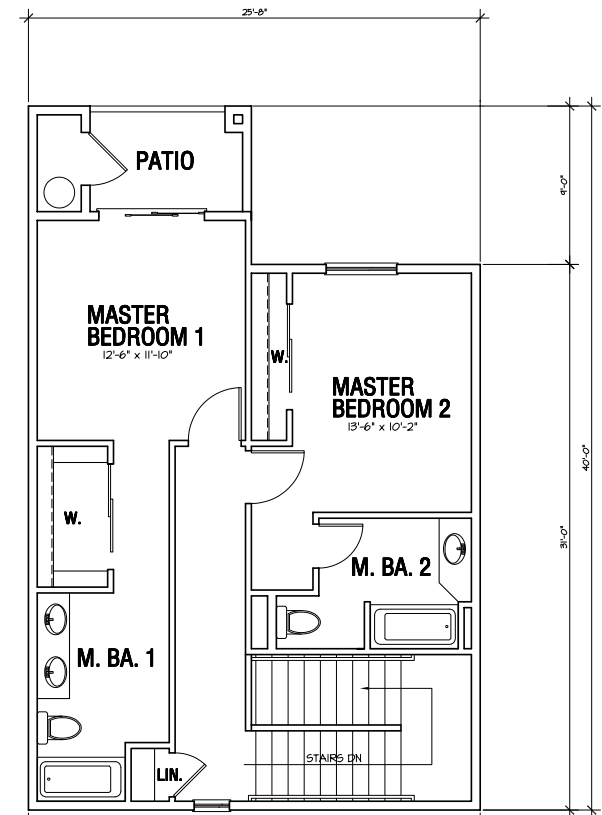 25'-8"
PATIO
9'-0"
MASTER
BEDROOM 1
12'-6" x 11'-10"
W.
MASTER
BEDROOM 2
13'-6" x 10'-2"
40'-0"
W.
31'-0"
M. BA. 2
M. BA. 1
STAIRS DN
LIN.